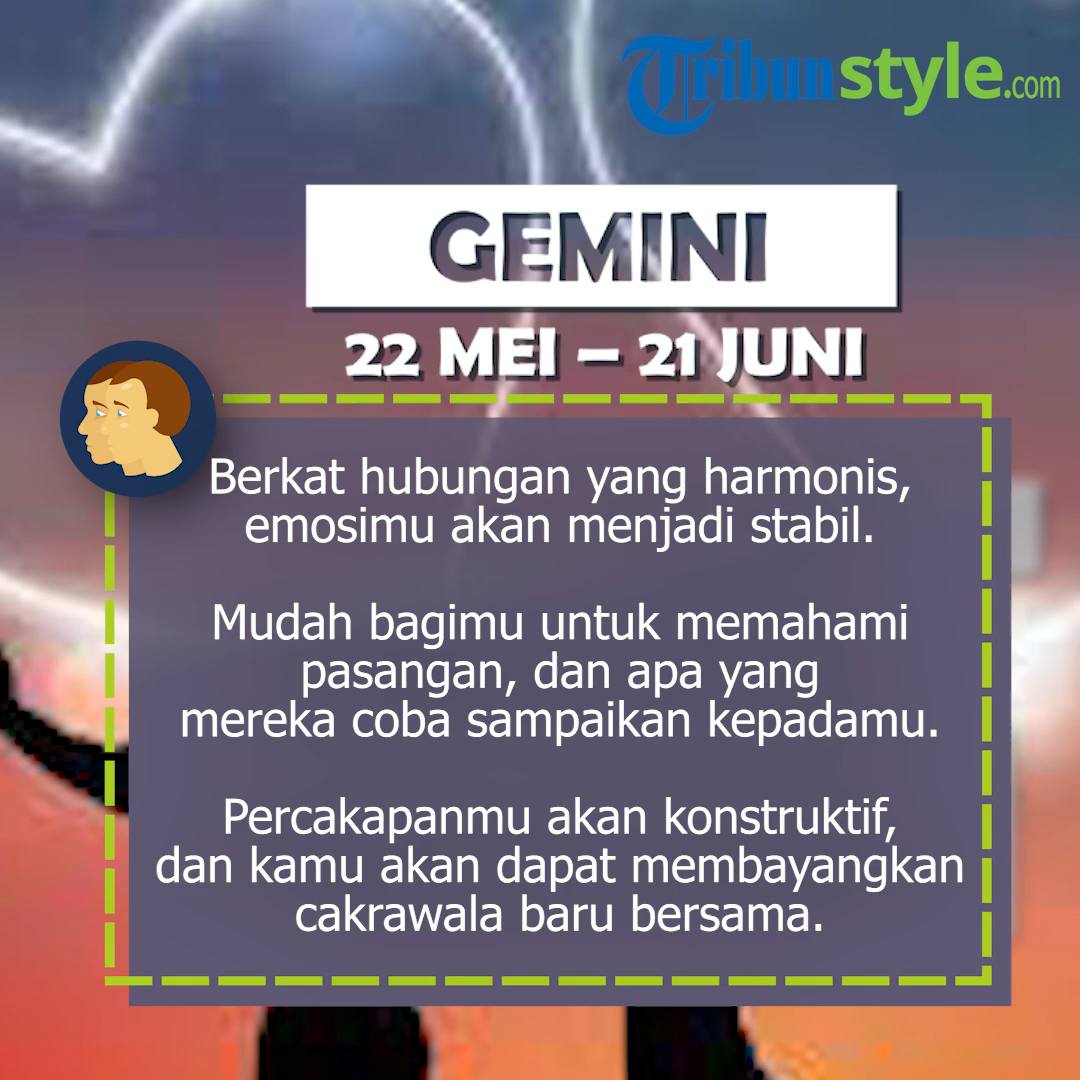 Tribunstyle.com
GEMINI
22 MEI – 21 JUNI
Berkat hubungan yang harmonis,
emosimu akan menjadi stabil.
Mudah bagimu untuk memahami
pasangan, dan apa yang
mereka coba sampaikan kepadamu.
Percakapanmu akan konstruktif,
dan kamu akan dapat membayangkan
cakrawala baru bersama.